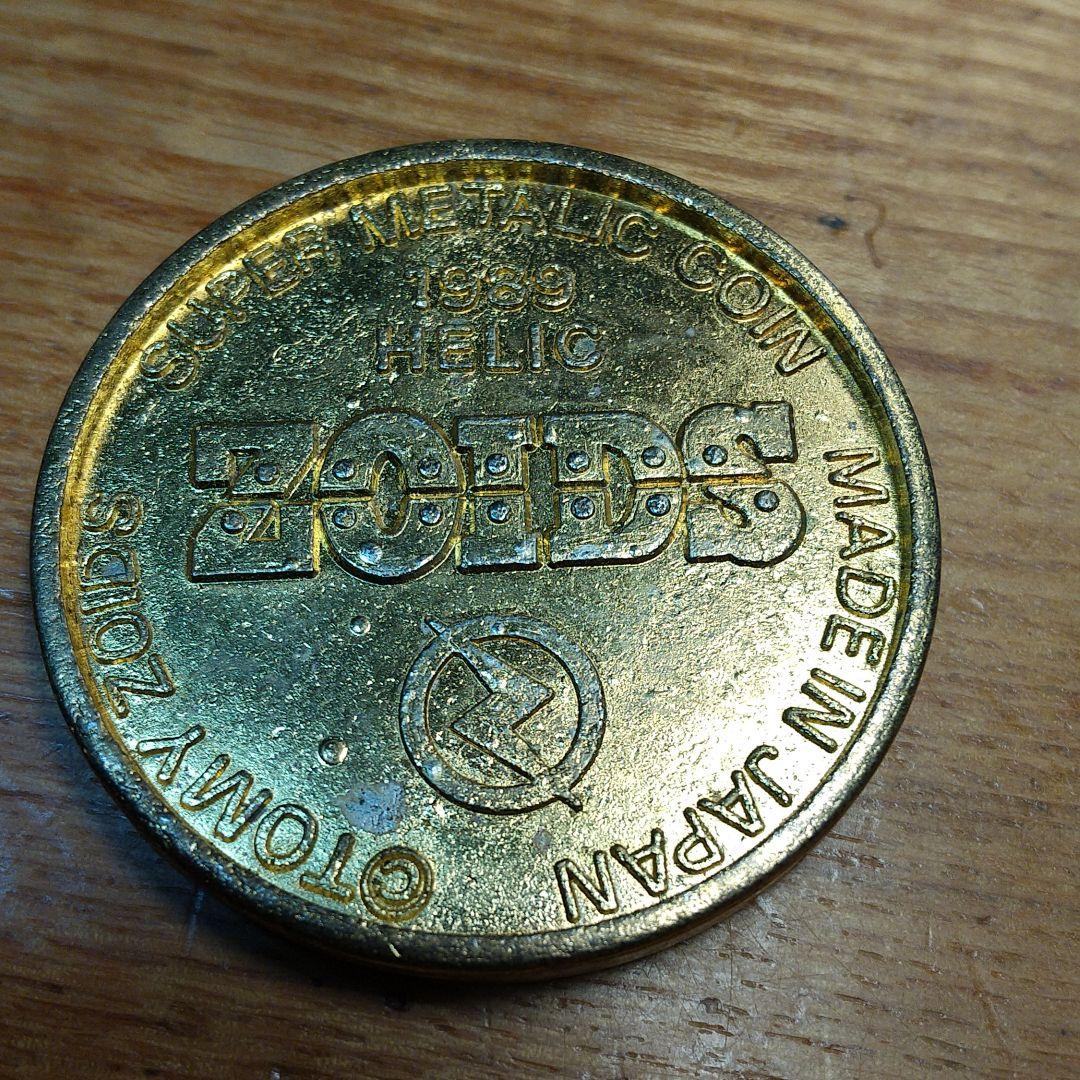 SUPER METALIC COIN
1989
HELIC
ZOIDS
MADE IN JAPAN
©TOMY ZOIDS